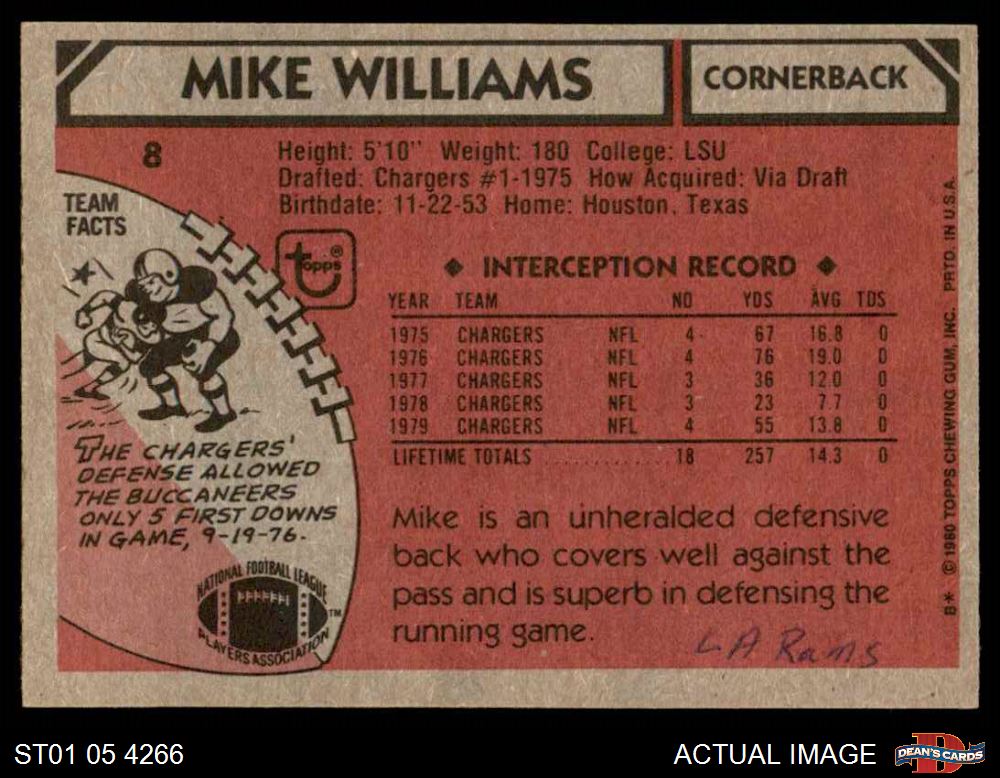 MIKE WILLIAMS
CORNERBACK
8
Height: 5'10" Weight: 180 College: LSU
Drafted: Chargers #1-1975 How Acquired: Via Draft
Birthdate: 11-22-53 Home: Houston, Texas
TEAM
FACTS
topps®
◆ INTERCEPTION RECORD ◆
YEAR TEAM NO YDS AVG TDS
1975 CHARGERS NFL 4 67 16.8 0
1976 CHARGERS NFL 4 76 19.0 0
1977 CHARGERS NFL 3 36 12.0 0
1978 CHARGERS NFL 3 23 7.7 0
1979 CHARGERS NFL 4 55 13.8 0
LIFETIME TOTALS .......... 18 257 14.3 0
THE CHARGERS'
DEFENSE ALLOWED
THE BUCCANEERS
ONLY 5 FIRST DOWNS
IN GAME, 9-19-76.
NATIONAL FOOTBALL LEAGUE
PLAYERS ASSOCIATION
TM
Mike is an unheralded defensive
back who covers well against the
pass and is superb in defensing the
running game.
LA Rams
B* © 1980 TOPPS CHEWING GUM, INC. PRTD. IN U.S.A.
ST01 05 4266
ACTUAL IMAGE
DEAN'S CARDS